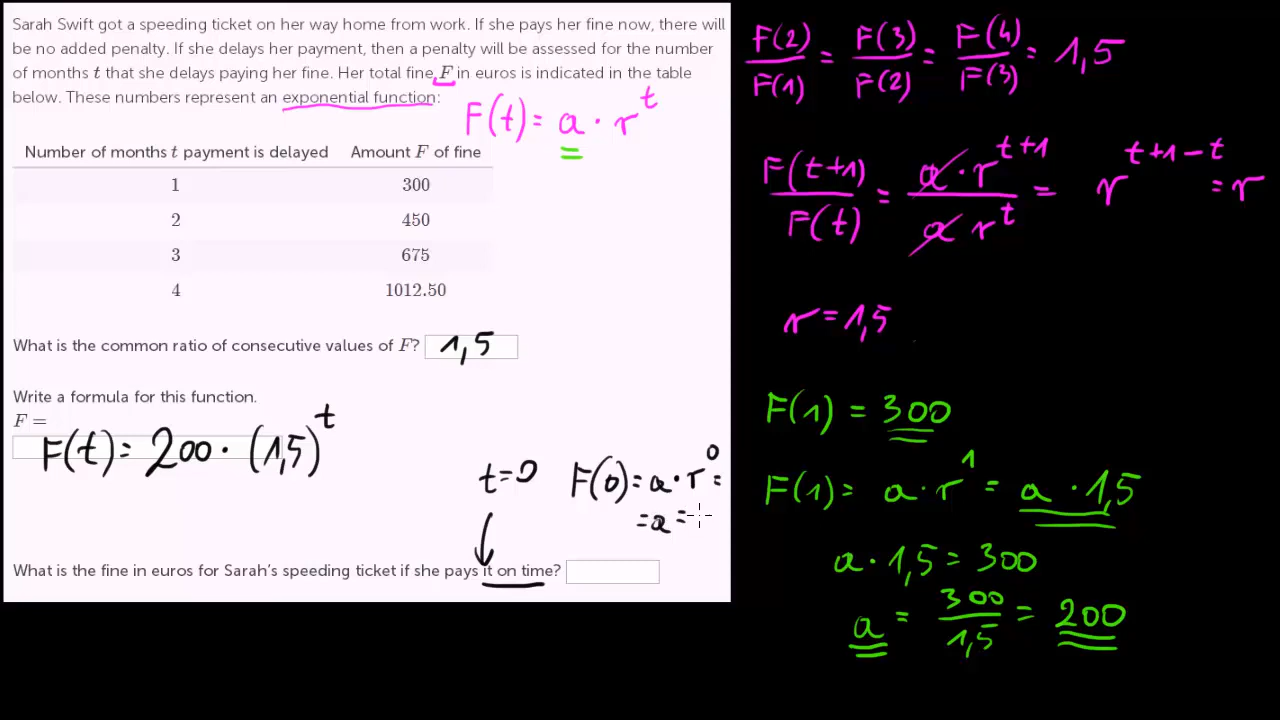 Sarah Swift got a speeding ticket on her way home from work. If she pays her fine now, there will
be no added penalty. If she delays her payment, then a penalty will be assessed for the number
of months t that she delays paying her fine. Her total fine F in euros is indicated in the table
below. These numbers represent an exponential function:
F(t) = a · r^t
Number of months t payment is delayed Amount F of fine
1 300
2 450
3 675
4 1012.50
What is the common ratio of consecutive values of F? 1,5
Write a formula for this function.
F =
F(t) = 200 · (1,5)^t
t=0 F(0) = a · r^0 =
= a =
What is the fine in euros for Sarah's speeding ticket if she pays it on time?
F(2)/F(1) = F(3)/F(2) = F(4)/F(3) = 1,5
F(t+1)/F(t) = a · r^(t+1)/a r^t = r^(t+1-t) = r
r = 1,5
F(1) = 300
F(1) = a · r^1 = a · 1,5
a · 1,5 = 300
a = 300/1,5 = 200